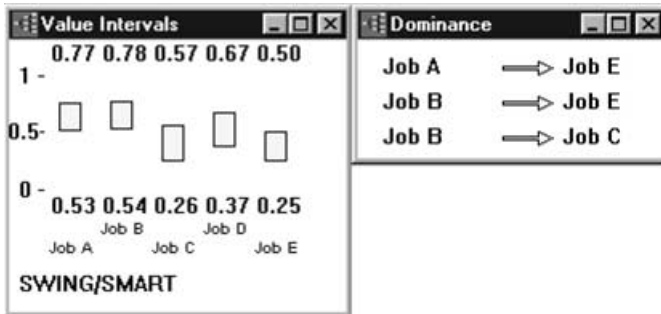 Value Intervals
0.77 0.78 0.57 0.67 0.50
1 -
0.5-
0 -
0.53 0.54 0.26 0.37 0.25
Job B Job D
Job A Job C Job E
SWING/SMART
Dominance
Job A Job E
Job B Job E
Job B Job C